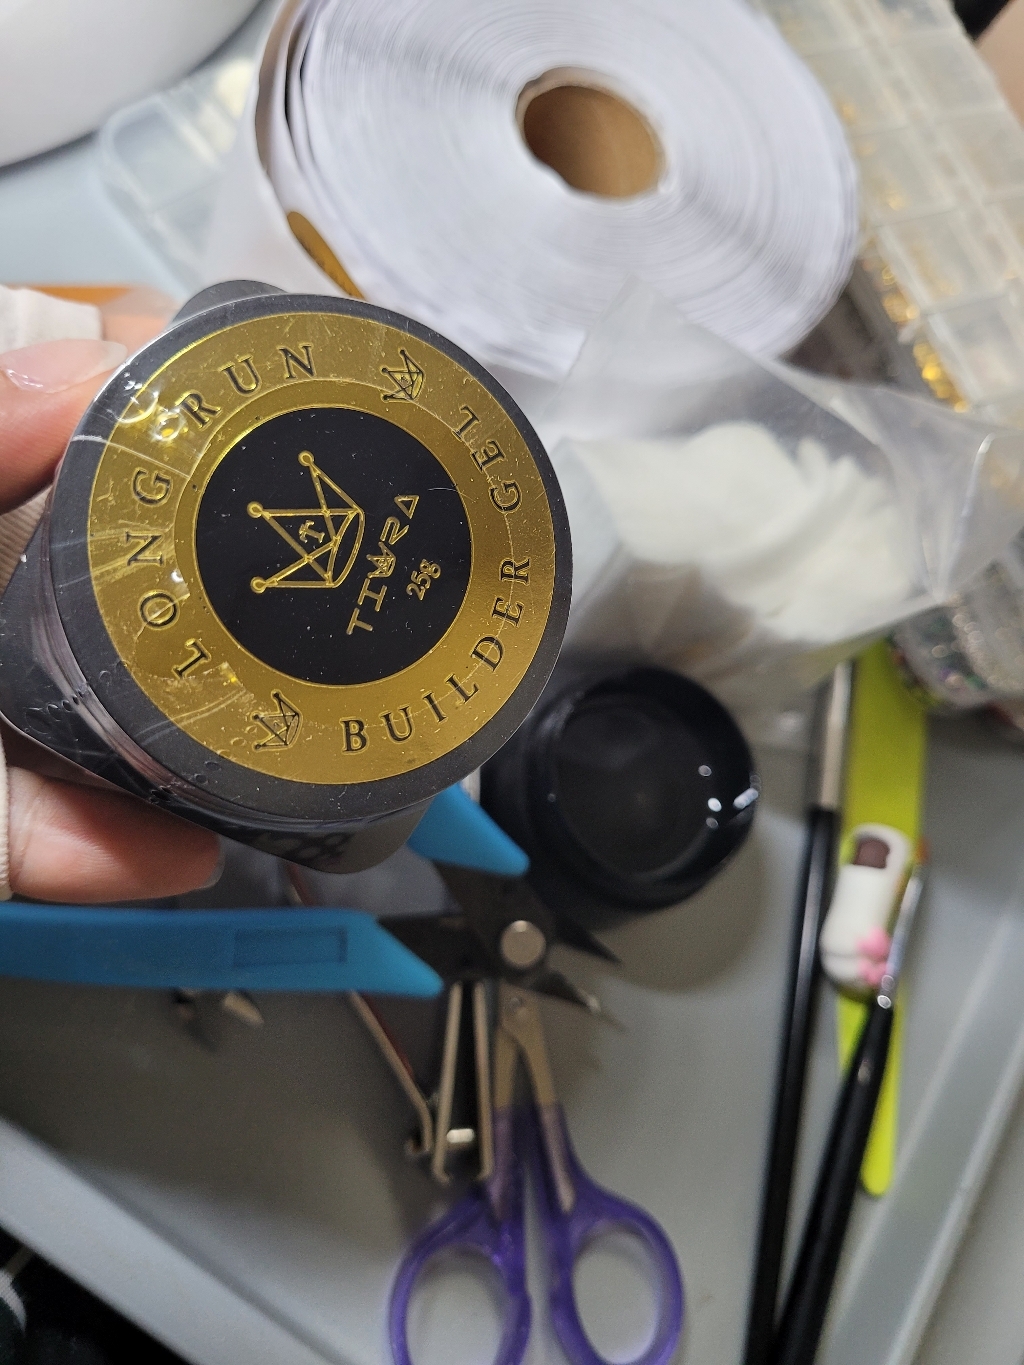 LONG RUN
BUILDER GEL
T
TIARA
25g